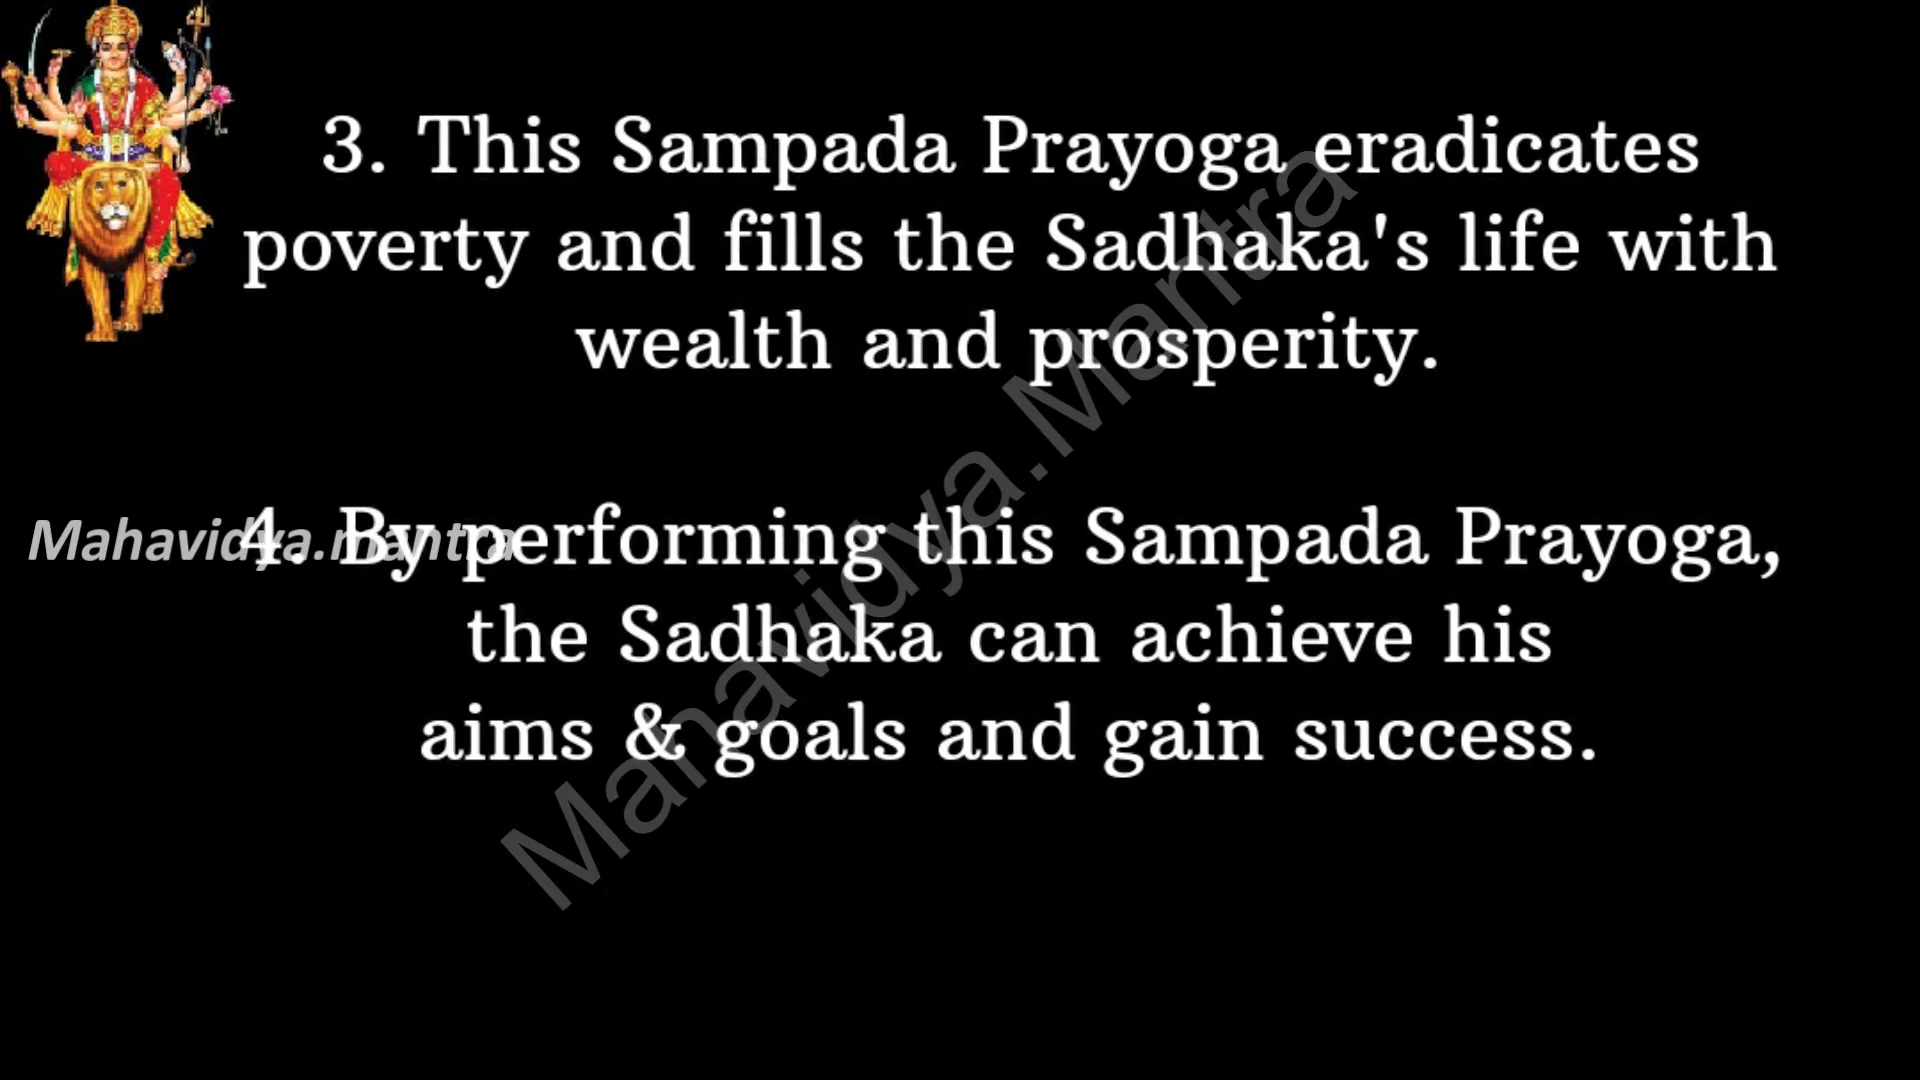 3. This Sampada Prayoga eradicates
poverty and fills the Sadhaka's life with
wealth and prosperity.
4. By performing this Sampada Prayoga,
the Sadhaka can achieve his
aims & goals and gain success.
Mahavidya.mantra
Mahavidya.Mantra